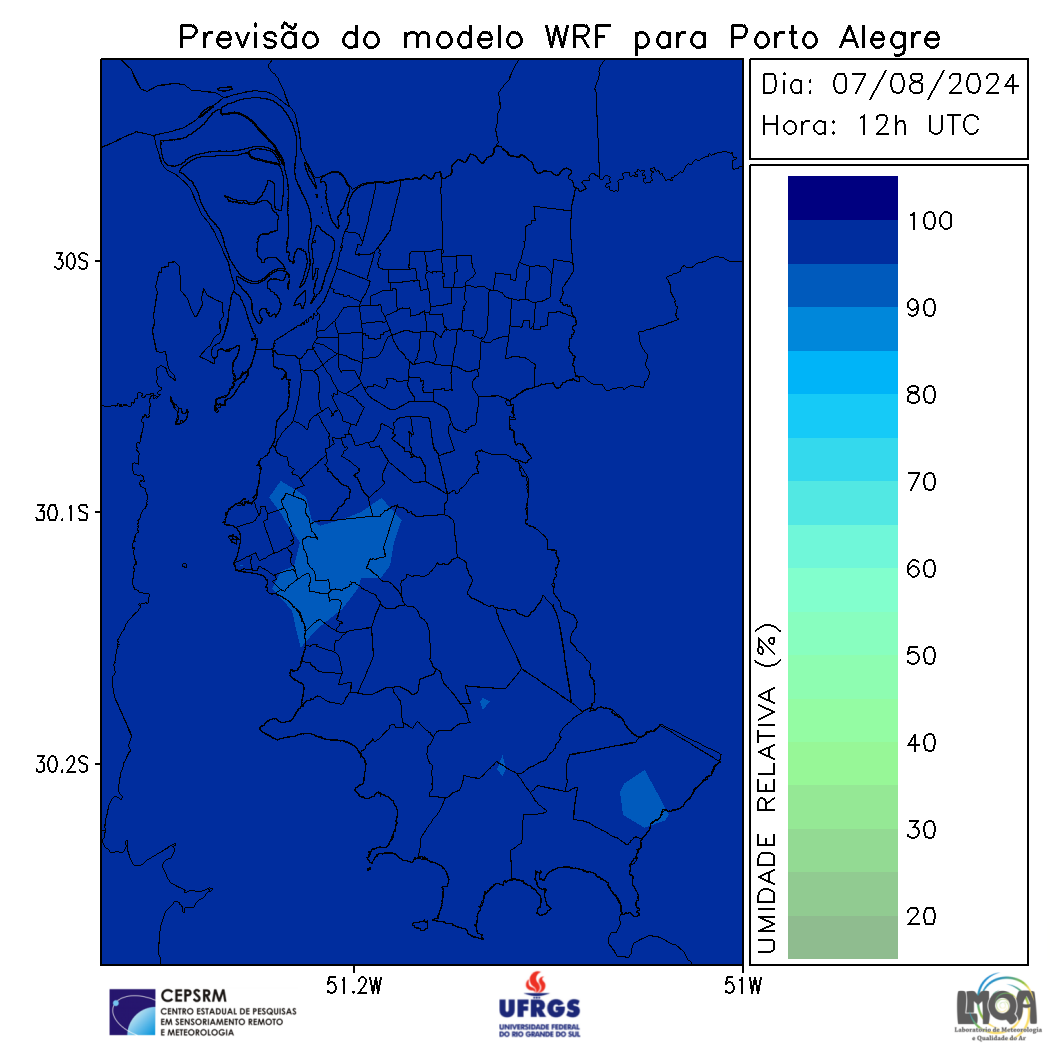 Previsão do modelo WRF para Porto Alegre
Dia: 07/08/2024
Hora: 12h UTC
100
90
80
70
60
50
40
30
20
UMIDADE RELATIVA (%)
30S
30.1S
30.2S
51.2W
51W
CEPSRM
CENTRO ESTADUAL DE PESQUISAS
EM SENSORIAMENTO REMOTO
E METEOROLOGIA
UFRGS
UNIVERSIDADE FEDERAL
DO RIO GRANDE DO SUL
LMQA
Laboratório de Meteorologia
e Qualidade do Ar